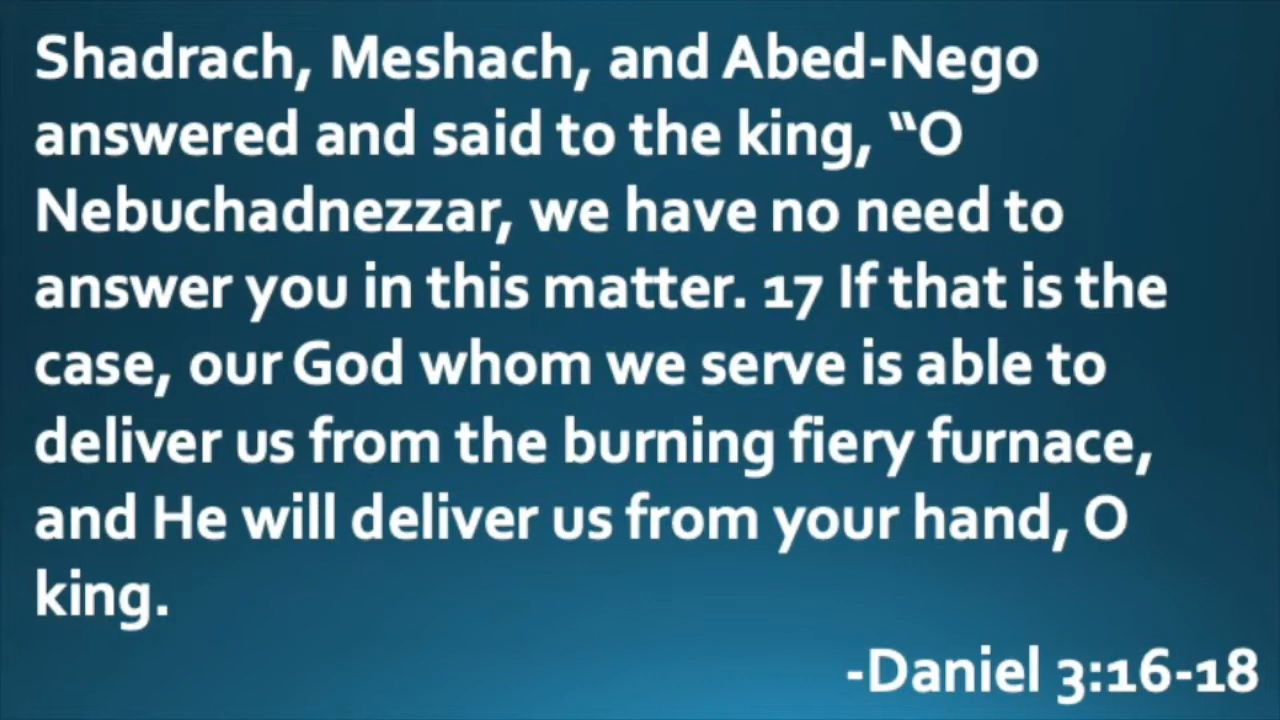 Shadrach, Meshach, and Abed-Nego
answered and said to the king, “O
Nebuchadnezzar, we have no need to
answer you in this matter. 17 If that is the
case, our God whom we serve is able to
deliver us from the burning fiery furnace,
and He will deliver us from your hand, O
king.
-Daniel 3:16-18